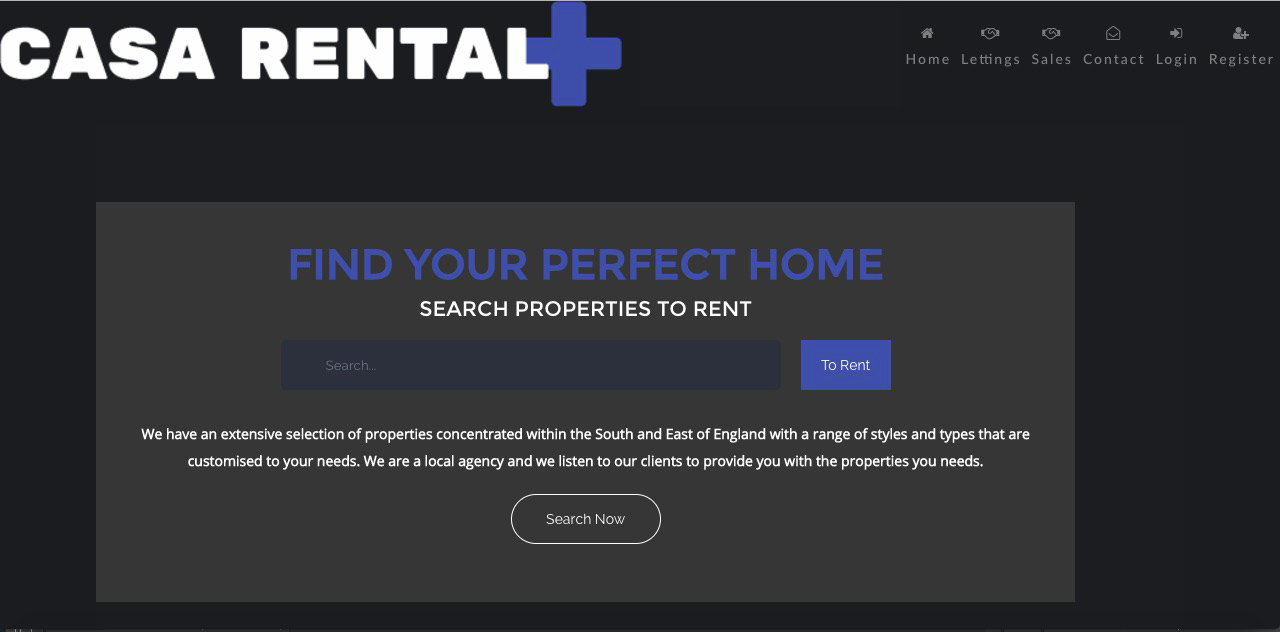 CASA RENTAL+
Home Lettings Sales Contact Login Register
FIND YOUR PERFECT HOME
SEARCH PROPERTIES TO RENT
Search...
To Rent
We have an extensive selection of properties concentrated within the South and East of England with a range of styles and types that are
customised to your needs. We are a local agency and we listen to our clients to provide you with the properties you needs.
Search Now